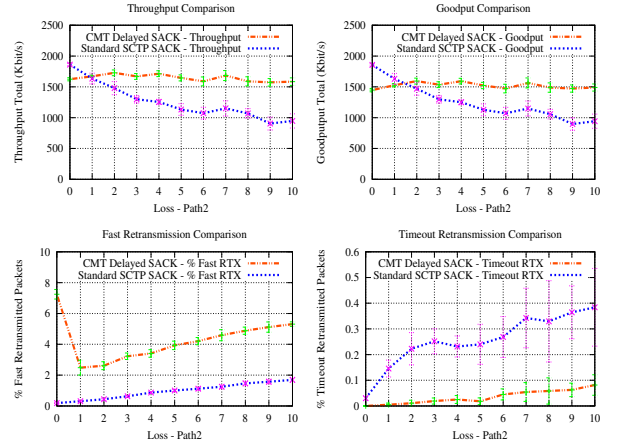 Throughput Comparison
CMT Delayed SACK - Throughput
Standard SCTP SACK - Throughput
Throughput Total (Kbit/s)
2500
2000
1500
1000
500
0
0 1 2 3 4 5 6 7 8 9 10
Loss - Path2
Goodput Comparison
CMT Delayed SACK - Goodput
Standard SCTP SACK - Goodput
Goodputput Total (Kbit/s)
2500
2000
1500
1000
500
0
0 1 2 3 4 5 6 7 8 9 10
Loss - Path2
Fast Retransmission Comparison
CMT Delayed SACK - % Fast RTX
Standard SCTP SACK - % Fast RTX
% Fast Retransmitted Packets
10
8
6
4
2
0
0 1 2 3 4 5 6 7 8 9 10
Loss - Path2
Timeout Retransmission Comparison
CMT Delayed SACK - Timeout RTX
Standard SCTP SACK - Timeout RTX
% Timeout Retransmitted Packets
0.6
0.5
0.4
0.3
0.2
0.1
0
0 1 2 3 4 5 6 7 8 9 10
Loss - Path2